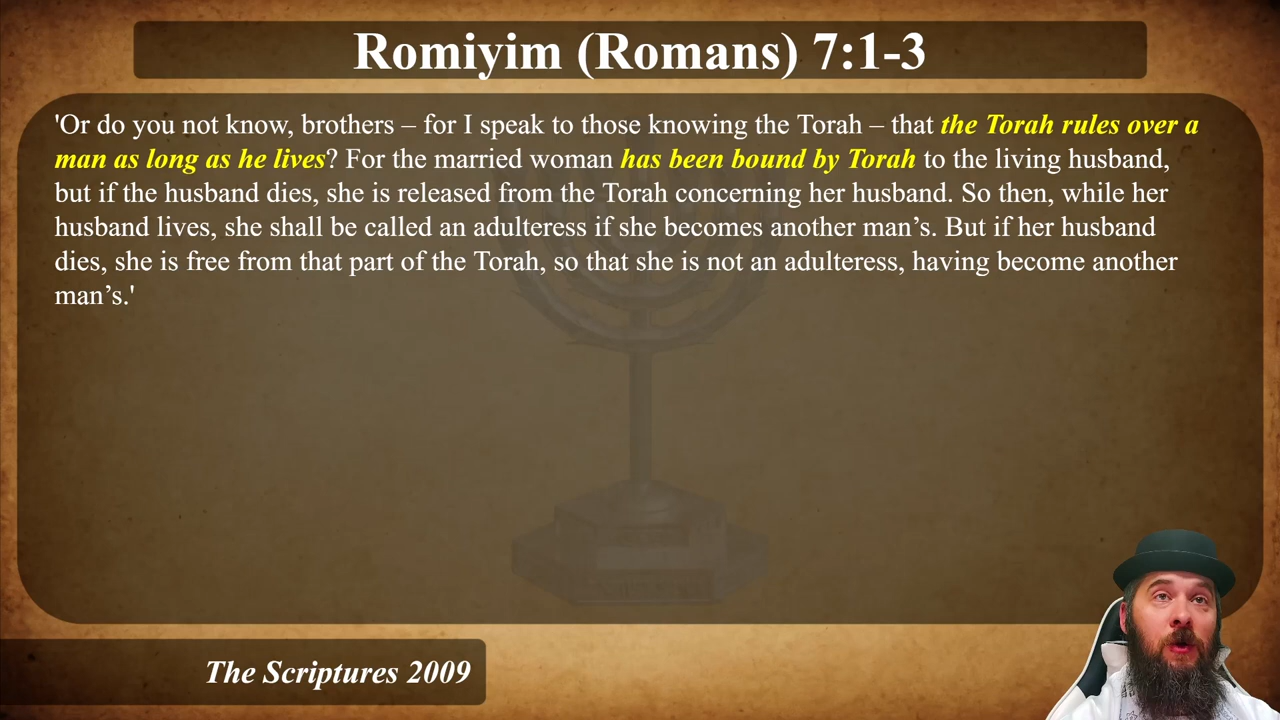 Romiyim (Romans) 7:1-3
'Or do you not know, brothers – for I speak to those knowing the Torah – that the Torah rules over a
man as long as he lives? For the married woman has been bound by Torah to the living husband,
but if the husband dies, she is released from the Torah concerning her husband. So then, while her
husband lives, she shall be called an adulteress if she becomes another man’s. But if her husband
dies, she is free from that part of the Torah, so that she is not an adulteress, having become another
man’s.'
The Scriptures 2009